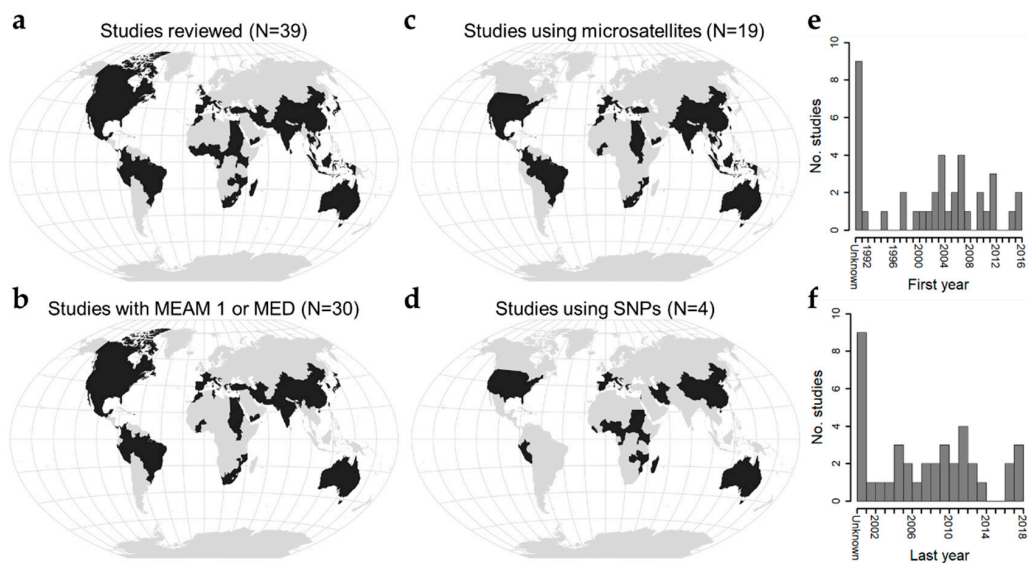 a
Studies reviewed (N=39)
b
Studies with MEAM 1 or MED (N=30)
c
Studies using microsatellites (N=19)
d
Studies using SNPs (N=4)
e
No. studies
0 2 4 6 8 10
Unknown 1992 1996 2000 2004 2008 2012 2016
First year
f
No. studies
0 2 4 6 8 10
Unknown 2002 2006 2010 2014 2018
Last year